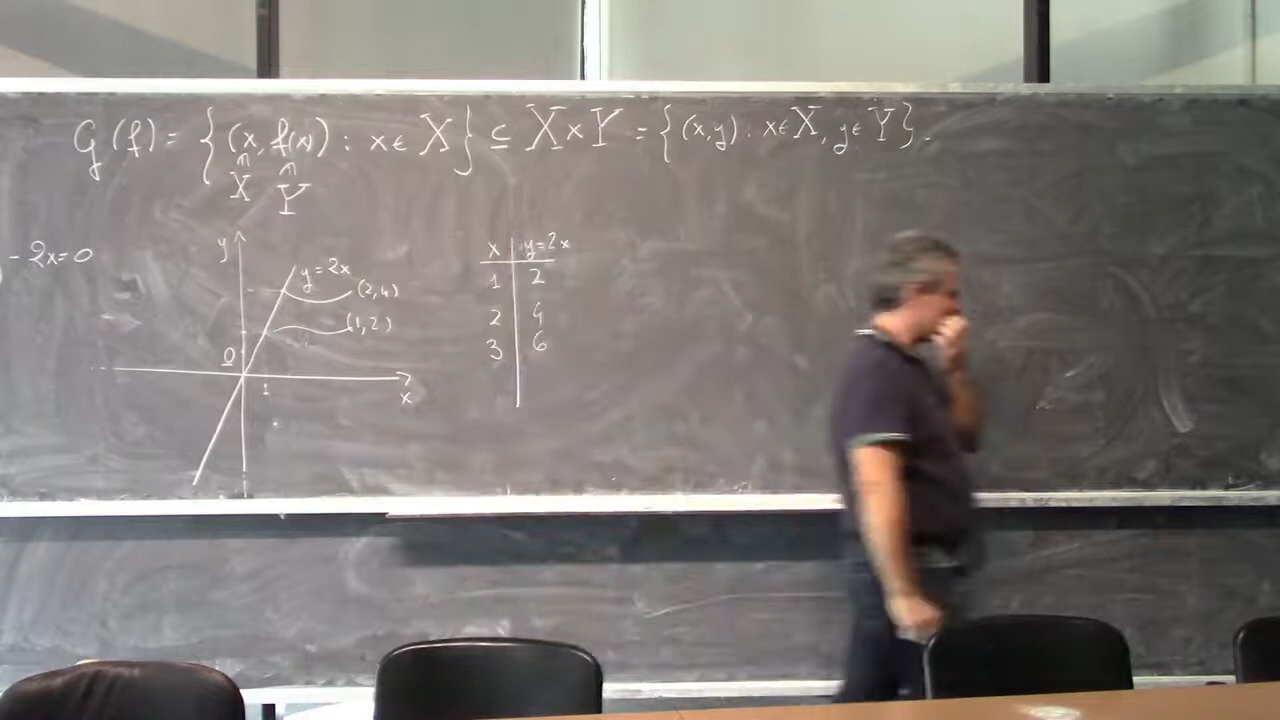 G(f) = {(x, f(x)) : x ∈ X} ⊆ X × Y = {(x,y) : x ∈ X, y ∈ Y}.
∩ ∩
X Y
- 2x = 0
y
y = 2x
(2,4)
(1,2)
0
1
x
x y = 2x
1 2
2 4
3 6